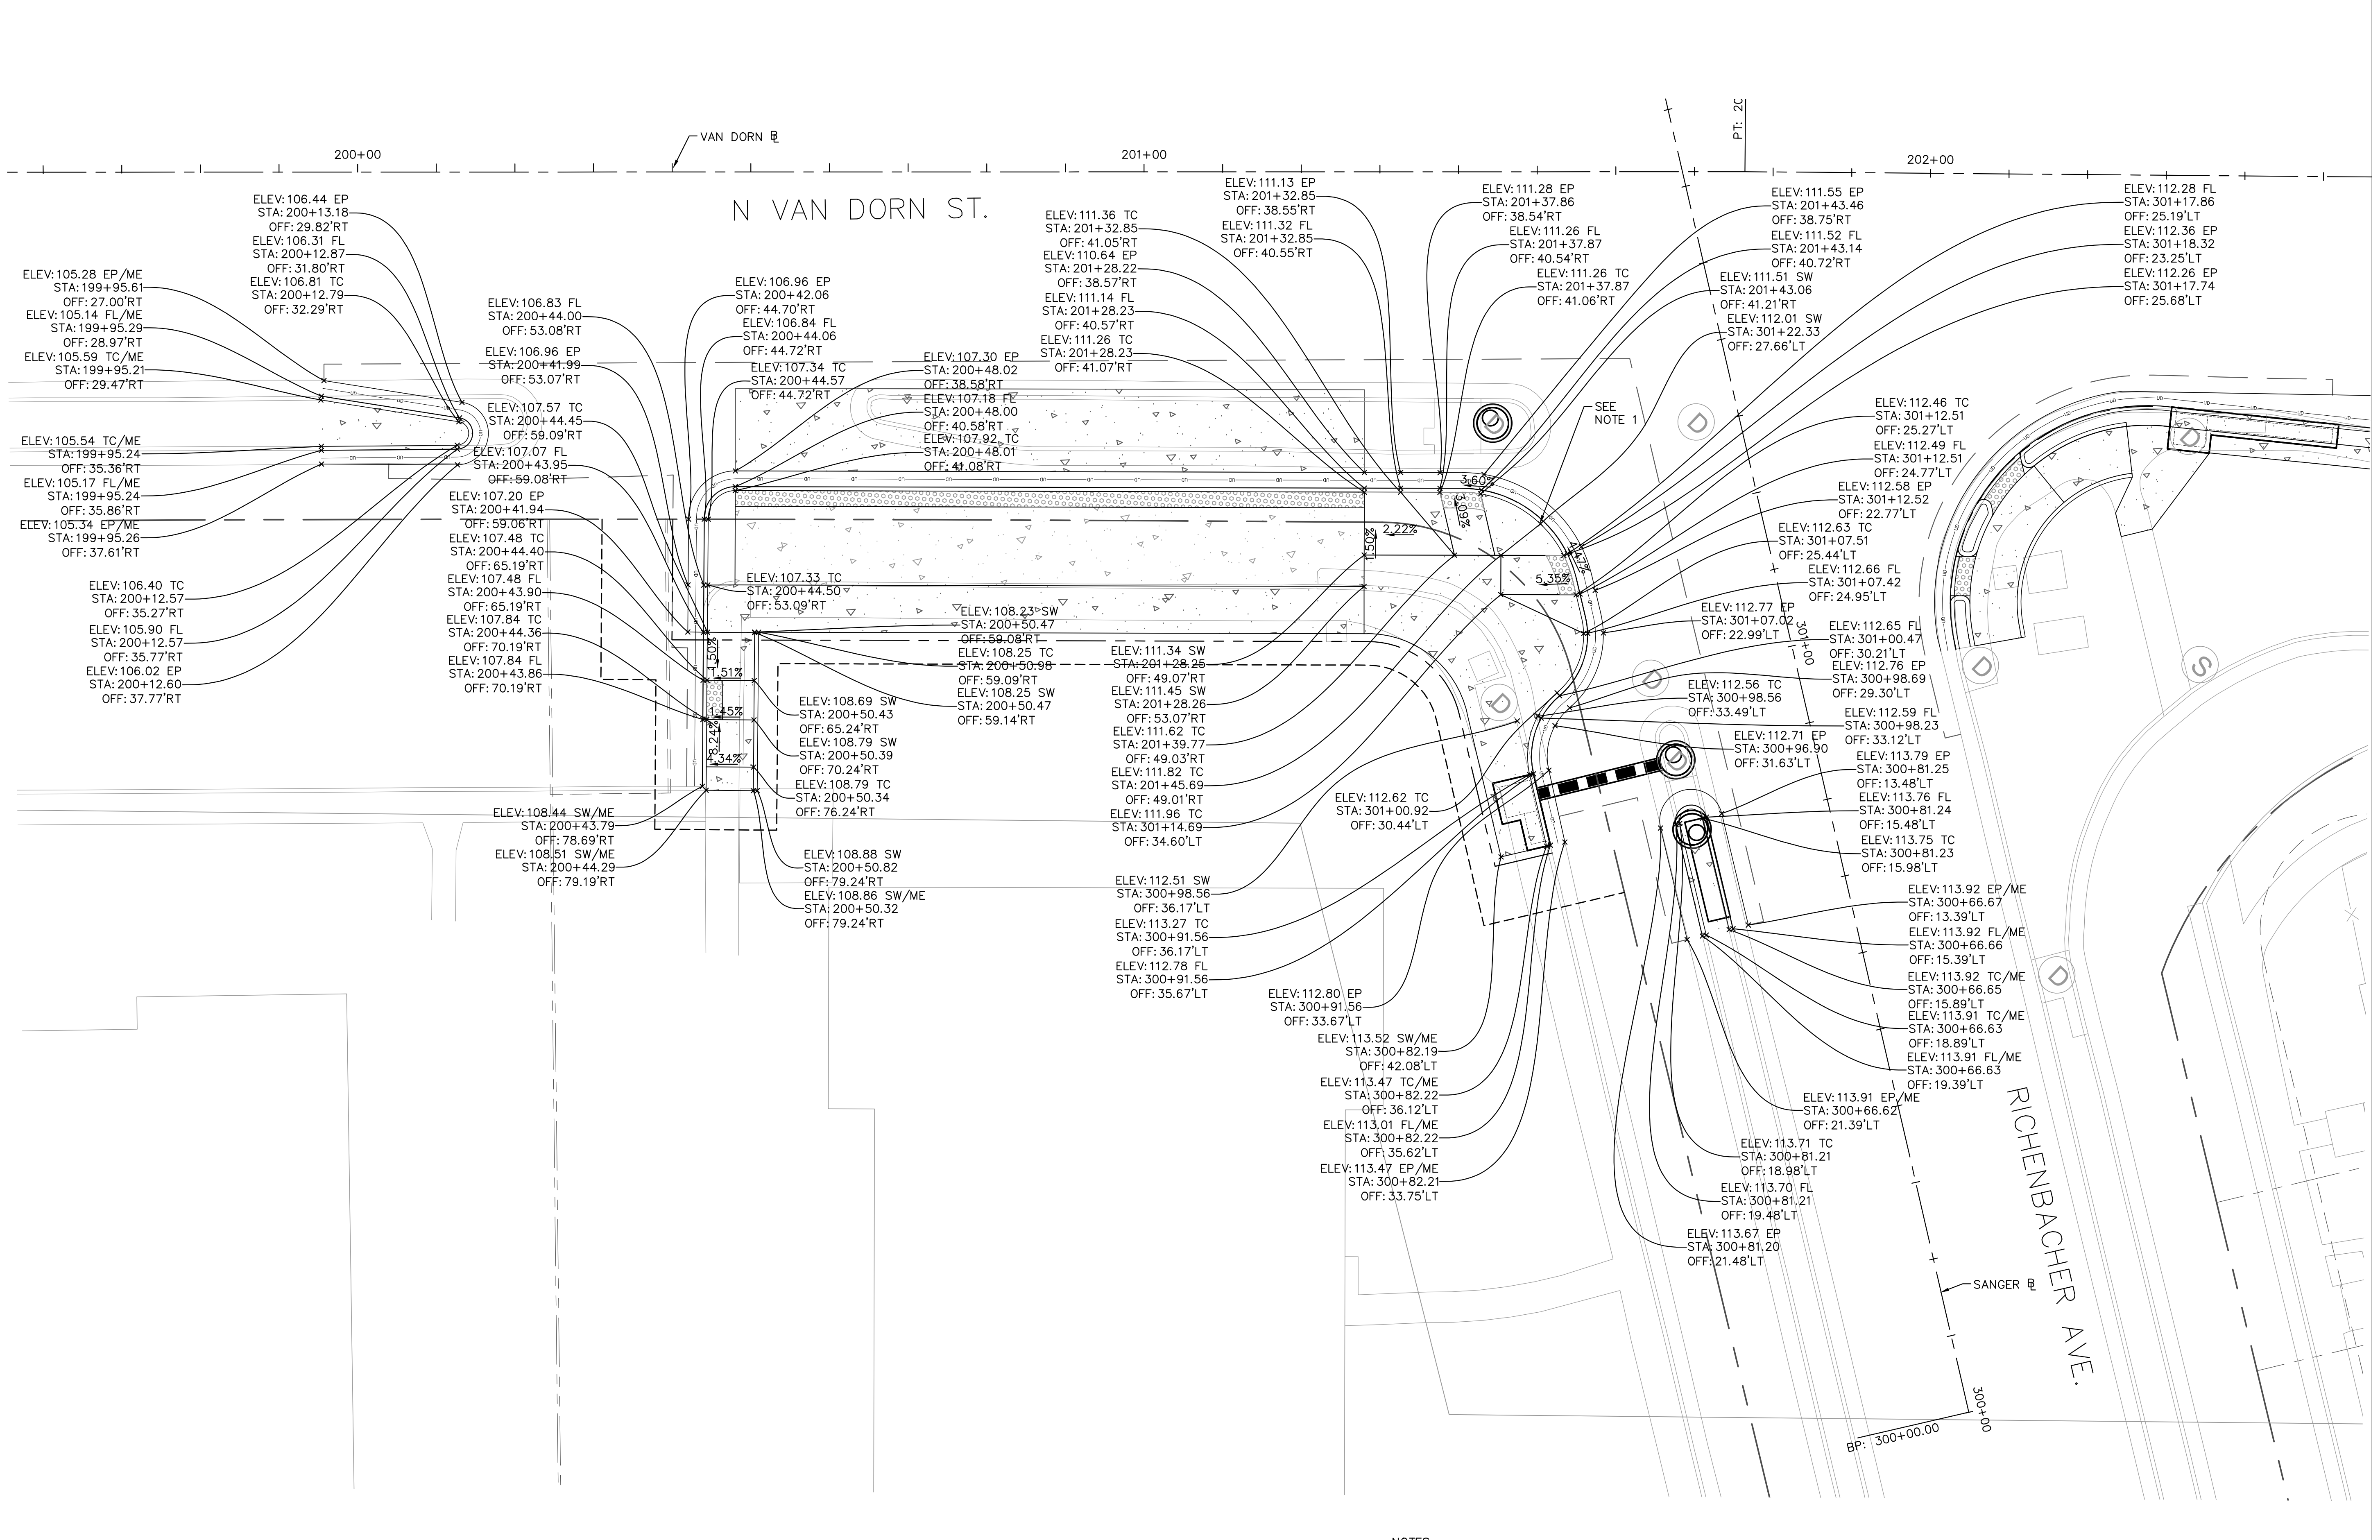 PT: 2
VAN DORN
200+00
201+00
202+00
N VAN DORN ST.
ELEV: 106.44 EP
STA: 200+13.18
OFF: 29.82'RT
ELEV: 106.31 FL
STA: 200+12.87
OFF: 31.80'RT
ELEV: 106.81 TC
STA: 200+12.79
OFF: 32.29'RT
ELEV: 105.28 EP/ME
STA: 199+95.61
OFF: 27.00'RT
ELEV: 105.14 FL/ME
STA: 199+95.29
OFF: 28.97'RT
ELEV: 105.59 TC/ME
STA: 199+95.21
OFF: 29.47'RT
ELEV: 105.54 TC/ME
STA: 199+95.24
OFF: 35.36'RT
ELEV: 105.17 FL/ME
STA: 199+95.24
OFF: 35.86'RT
ELEV: 105.34 EP/ME
STA: 199+95.26
OFF: 37.61'RT
ELEV: 106.40 TC
STA: 200+12.57
OFF: 35.27'RT
ELEV: 105.90 FL
STA: 200+12.57
OFF: 35.77'RT
ELEV: 106.02 EP
STA: 200+12.60
OFF: 37.77'RT
ELEV: 106.83 FL
STA: 200+44.00
OFF: 53.08'RT
ELEV: 106.96 EP
STA: 200+41.99
OFF: 53.07'RT
ELEV: 107.57 TC
STA: 200+44.45
OFF: 59.09'RT
ELEV: 107.07 FL
STA: 200+43.95
OFF: 59.08'RT
ELEV: 107.20 EP
STA: 200+41.94
OFF: 59.06'RT
ELEV: 107.48 TC
STA: 200+44.40
OFF: 65.19'RT
ELEV: 107.48 FL
STA: 200+43.90
OFF: 65.19'RT
ELEV: 107.84 TC
STA: 200+44.36
OFF: 70.19'RT
ELEV: 107.84 FL
STA: 200+43.86
OFF: 70.19'RT
ELEV: 108.44 SW/ME
STA: 200+43.79
OFF: 78.69'RT
ELEV: 108.51 SW/ME
STA: 200+44.29
OFF: 79.19'RT
ELEV: 106.96 EP
STA: 200+42.06
OFF: 44.70'RT
ELEV: 106.84 FL
STA: 200+44.06
OFF: 44.72'RT
ELEV: 107.34 TC
STA: 200+44.57
OFF: 44.72'RT
ELEV: 107.30 EP
STA: 200+48.02
OFF: 38.58'RT
ELEV: 107.18 FL
STA: 200+48.00
OFF: 40.58'RT
ELEV: 107.92 TC
STA: 200+48.01
OFF: 41.08'RT
ELEV: 107.33 TC
STA: 200+44.50
OFF: 53.09'RT
ELEV: 108.23 SW
STA: 200+50.47
OFF: 59.08'RT
ELEV: 108.25 TC
STA: 200+50.98
OFF: 59.09'RT
ELEV: 108.25 SW
STA: 200+50.47
OFF: 59.14'RT
1.50%
1.51%
1.45%
8.24%
4.34%
ELEV: 108.69 SW
STA: 200+50.43
OFF: 65.24'RT
ELEV: 108.79 SW
STA: 200+50.39
OFF: 70.24'RT
ELEV: 108.79 TC
STA: 200+50.34
OFF: 76.24'RT
ELEV: 108.88 SW
STA: 200+50.82
OFF: 79.24'RT
ELEV: 108.86 SW/ME
STA: 200+50.32
OFF: 79.24'RT
ELEV: 111.36 TC
STA: 201+32.85
OFF: 41.05'RT
ELEV: 110.64 EP
STA: 201+28.22
OFF: 38.57'RT
ELEV: 111.14 FL
STA: 201+28.23
OFF: 40.57'RT
ELEV: 111.26 TC
STA: 201+28.23
OFF: 41.07'RT
ELEV: 111.13 EP
STA: 201+32.85
OFF: 38.55'RT
ELEV: 111.32 FL
STA: 201+32.85
OFF: 40.55'RT
ELEV: 111.28 EP
STA: 201+37.86
OFF: 38.54'RT
ELEV: 111.26 FL
STA: 201+37.87
OFF: 40.54'RT
ELEV: 111.26 TC
STA: 201+37.87
OFF: 41.06'RT
ELEV: 111.55 EP
STA: 201+43.46
OFF: 38.75'RT
ELEV: 111.52 FL
STA: 201+43.14
OFF: 40.72'RT
ELEV: 111.51 SW
STA: 201+43.06
OFF: 41.21'RT
ELEV: 112.01 SW
STA: 301+22.33
OFF: 27.66'LT
ELEV: 112.28 FL
STA: 301+17.86
OFF: 25.19'LT
ELEV: 112.36 EP
STA: 301+18.32
OFF: 23.25'LT
ELEV: 112.26 EP
STA: 301+17.74
OFF: 25.68'LT
SEE
NOTE 1
3.60%
3.09%
2.22%
1.50%
4.47%
5.35%
ELEV: 112.46 TC
STA: 301+12.51
OFF: 25.27'LT
ELEV: 112.49 FL
STA: 301+12.51
OFF: 24.77'LT
ELEV: 112.58 EP
STA: 301+12.52
OFF: 22.77'LT
ELEV: 112.63 TC
STA: 301+07.51
OFF: 25.44'LT
ELEV: 112.66 FL
STA: 301+07.42
OFF: 24.95'LT
ELEV: 112.77 EP
STA: 301+07.02
OFF: 22.99'LT
ELEV: 112.65 FL
STA: 301+00.47
OFF: 30.21'LT
ELEV: 112.76 EP
STA: 300+98.69
OFF: 29.30'LT
ELEV: 112.56 TC
STA: 300+98.56
OFF: 33.49'LT
ELEV: 112.59 FL
STA: 300+98.23
OFF: 33.12'LT
ELEV: 112.71 EP
STA: 300+96.90
OFF: 31.63'LT
ELEV: 113.79 EP
STA: 300+81.25
OFF: 13.48'LT
ELEV: 113.76 FL
STA: 300+81.24
OFF: 15.48'LT
ELEV: 113.75 TC
STA: 300+81.23
OFF: 15.98'LT
ELEV: 113.92 EP/ME
STA: 300+66.67
OFF: 13.39'LT
ELEV: 113.92 FL/ME
STA: 300+66.66
OFF: 15.39'LT
ELEV: 113.92 TC/ME
STA: 300+66.65
OFF: 15.89'LT
ELEV: 113.91 TC/ME
STA: 300+66.63
OFF: 18.89'LT
ELEV: 113.91 FL/ME
STA: 300+66.63
OFF: 19.39'LT
ELEV: 113.91 EP/ME
STA: 300+66.62
OFF: 21.39'LT
ELEV: 113.71 TC
STA: 300+81.21
OFF: 18.98'LT
ELEV: 113.70 FL
STA: 300+81.21
OFF: 19.48'LT
ELEV: 113.67 EP
STA: 300+81.20
OFF: 21.48'LT
ELEV: 111.34 SW
STA: 201+28.25
OFF: 49.07'RT
ELEV: 111.45 SW
STA: 201+28.26
OFF: 53.07'RT
ELEV: 111.62 TC
STA: 201+39.77
OFF: 49.03'RT
ELEV: 111.82 TC
STA: 201+45.69
OFF: 49.01'RT
ELEV: 111.96 TC
STA: 301+14.69
OFF: 34.60'LT
ELEV: 112.62 TC
STA: 301+00.92
OFF: 30.44'LT
ELEV: 112.51 SW
STA: 300+98.56
OFF: 36.17'LT
ELEV: 113.27 TC
STA: 300+91.56
OFF: 36.17'LT
ELEV: 112.78 FL
STA: 300+91.56
OFF: 35.67'LT
ELEV: 112.80 EP
STA: 300+91.56
OFF: 33.67'LT
ELEV: 113.52 SW/ME
STA: 300+82.19
OFF: 42.08'LT
ELEV: 113.47 TC/ME
STA: 300+82.22
OFF: 36.12'LT
ELEV: 113.01 FL/ME
STA: 300+82.22
OFF: 35.62'LT
ELEV: 113.47 EP/ME
STA: 300+82.21
OFF: 33.75'LT
301+00
D
D
D
D
D
D
S
RICHENBACHER AVE.
SANGER
300+00
BP: 300+00.00